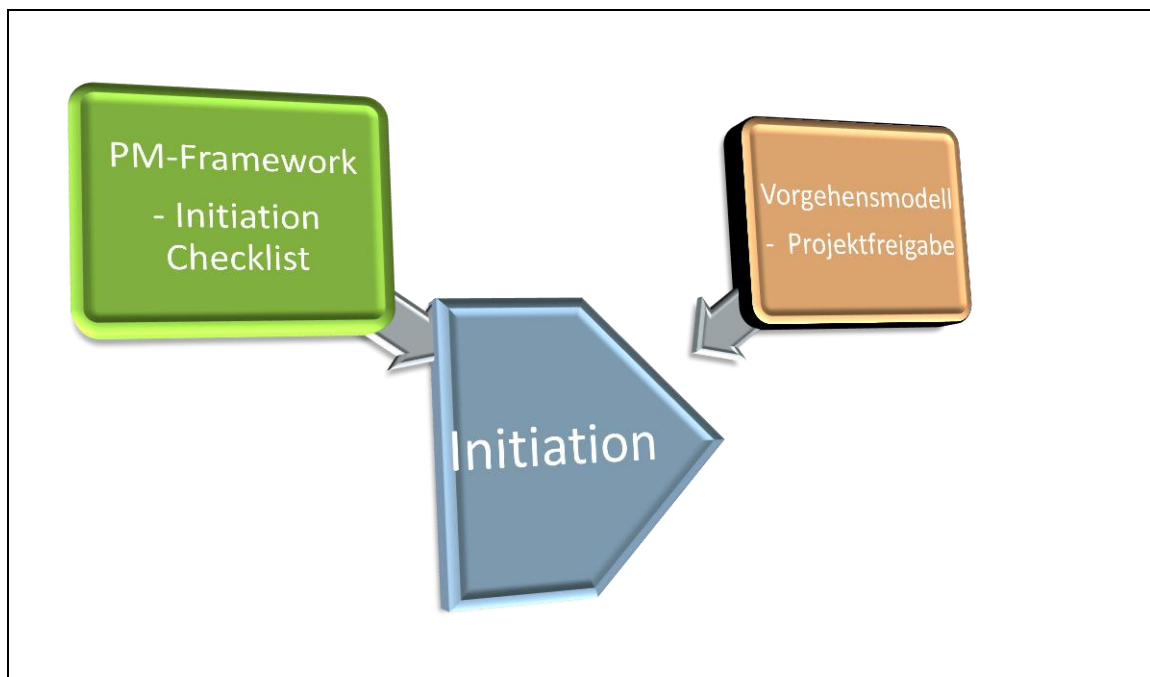 PM-Framework
- Initiation
Checklist
Vorgehensmodell
- Projektfreigabe
Initiation